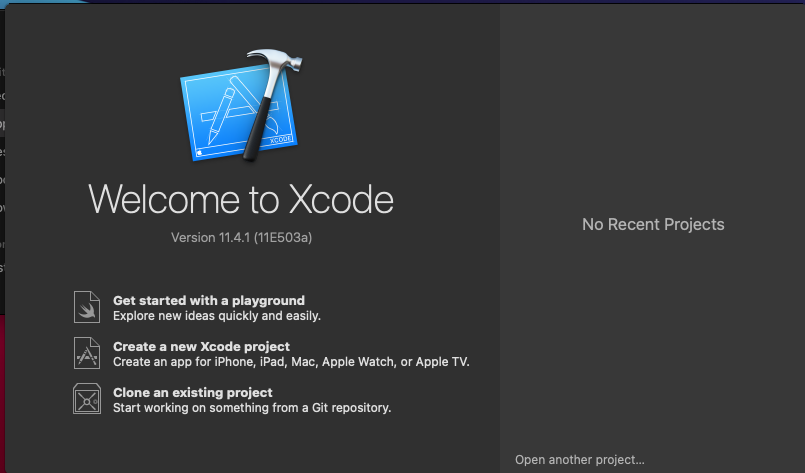 XCODE
Welcome to Xcode
Version 11.4.1 (11E503a)
Get started with a playground
Explore new ideas quickly and easily.
Create a new Xcode project
Create an app for iPhone, iPad, Mac, Apple Watch, or Apple TV.
Clone an existing project
Start working on something from a Git repository.
No Recent Projects
Open another project...